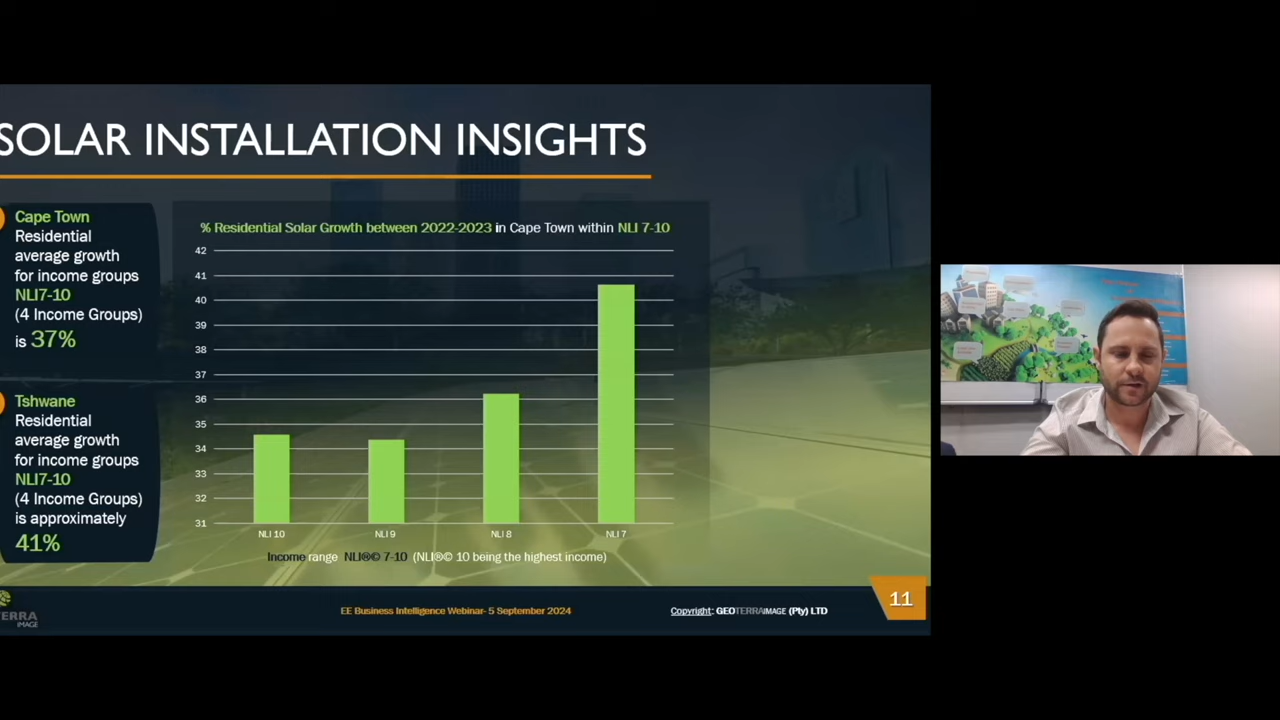 SOLAR INSTALLATION INSIGHTS
Cape Town
Residential
average growth
for income groups
NLI7-10
(4 Income Groups)
is 37%
Tshwane
Residential
average growth
for income groups
NLI7-10
(4 Income Groups)
is approximately
41%
% Residential Solar Growth between 2022-2023 in Cape Town within NLI 7-10
42
41
40
39
38
37
36
35
34
33
32
31
NLI 10
NLI 9
NLI 8
NLI 7
Income range NLI®© 7-10 (NLI®© 10 being the highest income)
TERRA
IMAGE
EE Business Intelligence Webinar- 5 September 2024
Copyright: GEOTERRAIMAGE (Pty) LTD
11